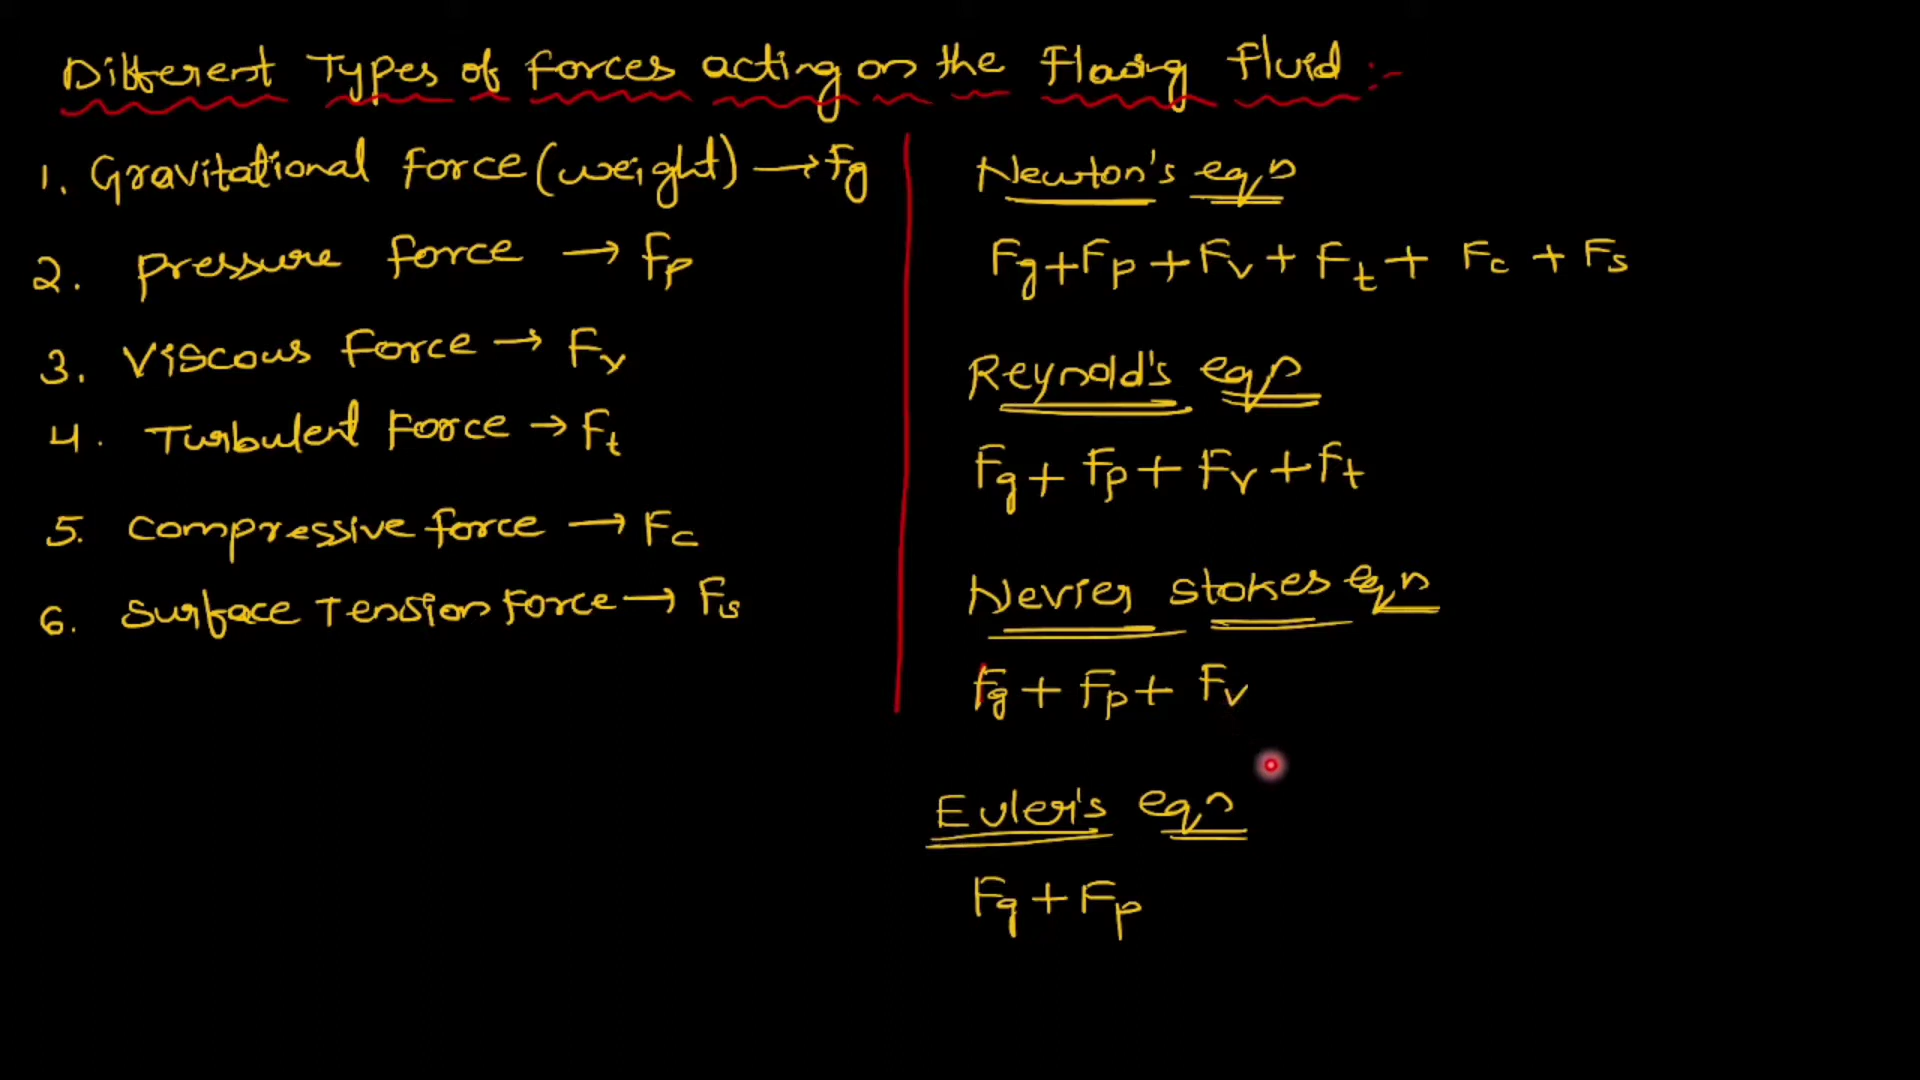 Different Types of forces acting on the Flowing fluid :-
1. Gravitational force (weight) → Fg
2. pressure force → Fp
3. Viscous force → Fv
4. Turbulent Force → Ft
5. compressive force → Fc
6. Surface Tension Force → Fs
Newton's eqn
Fg + Fp + Fv + Ft + Fc + Fs
Reynold's eqn
Fg + Fp + Fv + Ft
Nevier stokes eqn
Fg + Fp + Fv
Euler's eqn
Fg + Fp